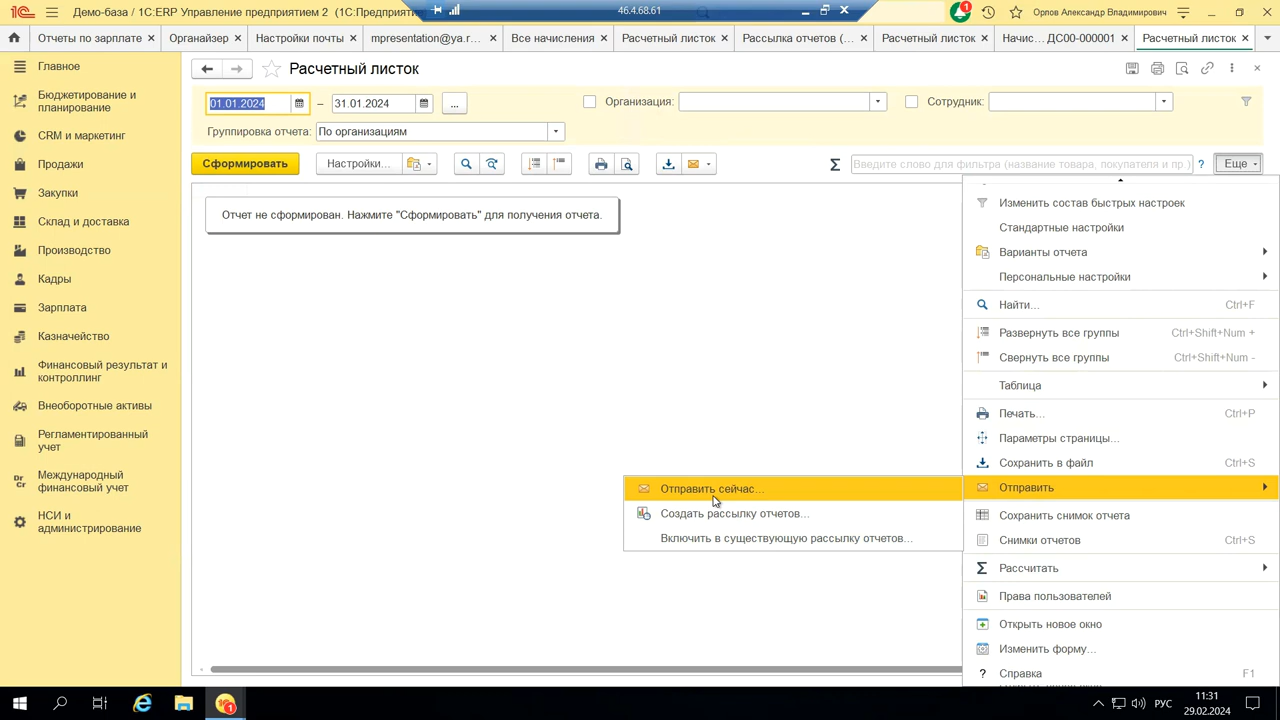 Демо-база / 1С:ERP Управление предприятием 2 (1С:Предприятие
46.4.68.61
1
Орлов Александр Владимирович
Отчеты по зарплате
Органайзер
Настройки почты
mpresentation@ya.r...
Все начисления
Расчетный листок
Рассылка отчетов (...
Расчетный листок
Начис... ДС00-000001
Расчетный листок
Главное
Бюджетирование и
планирование
CRM и маркетинг
Продажи
Закупки
Склад и доставка
Производство
Кадры
Зарплата
Казначейство
Финансовый результат и
контроллинг
Внеоборотные активы
Регламентированный
учет
Международный
финансовый учет
НСИ и
администрирование
Расчетный листок
01.01.2024 – 31.01.2024 ...
Организация:
Сотрудник:
Группировка отчета: По организациям
Сформировать
Настройки...
Введите слово для фильтра (название товара, покупателя и пр.)
?
Еще
Отчет не сформирован. Нажмите "Сформировать" для получения отчета.
Изменить состав быстрых настроек
Стандартные настройки
Варианты отчета
Персональные настройки
Найти... Ctrl+F
Развернуть все группы Ctrl+Shift+Num +
Свернуть все группы Ctrl+Shift+Num -
Таблица
Печать... Ctrl+P
Параметры страницы...
Сохранить в файл Ctrl+S
Отправить
Сохранить снимок отчета
Снимки отчетов Ctrl+S
Рассчитать
Права пользователей
Открыть новое окно
Изменить форму...
? Справка F1
Отправить сейчас...
Создать рассылку отчетов...
Включить в существующую рассылку отчетов...
1
РУС
11:31
29.02.2024